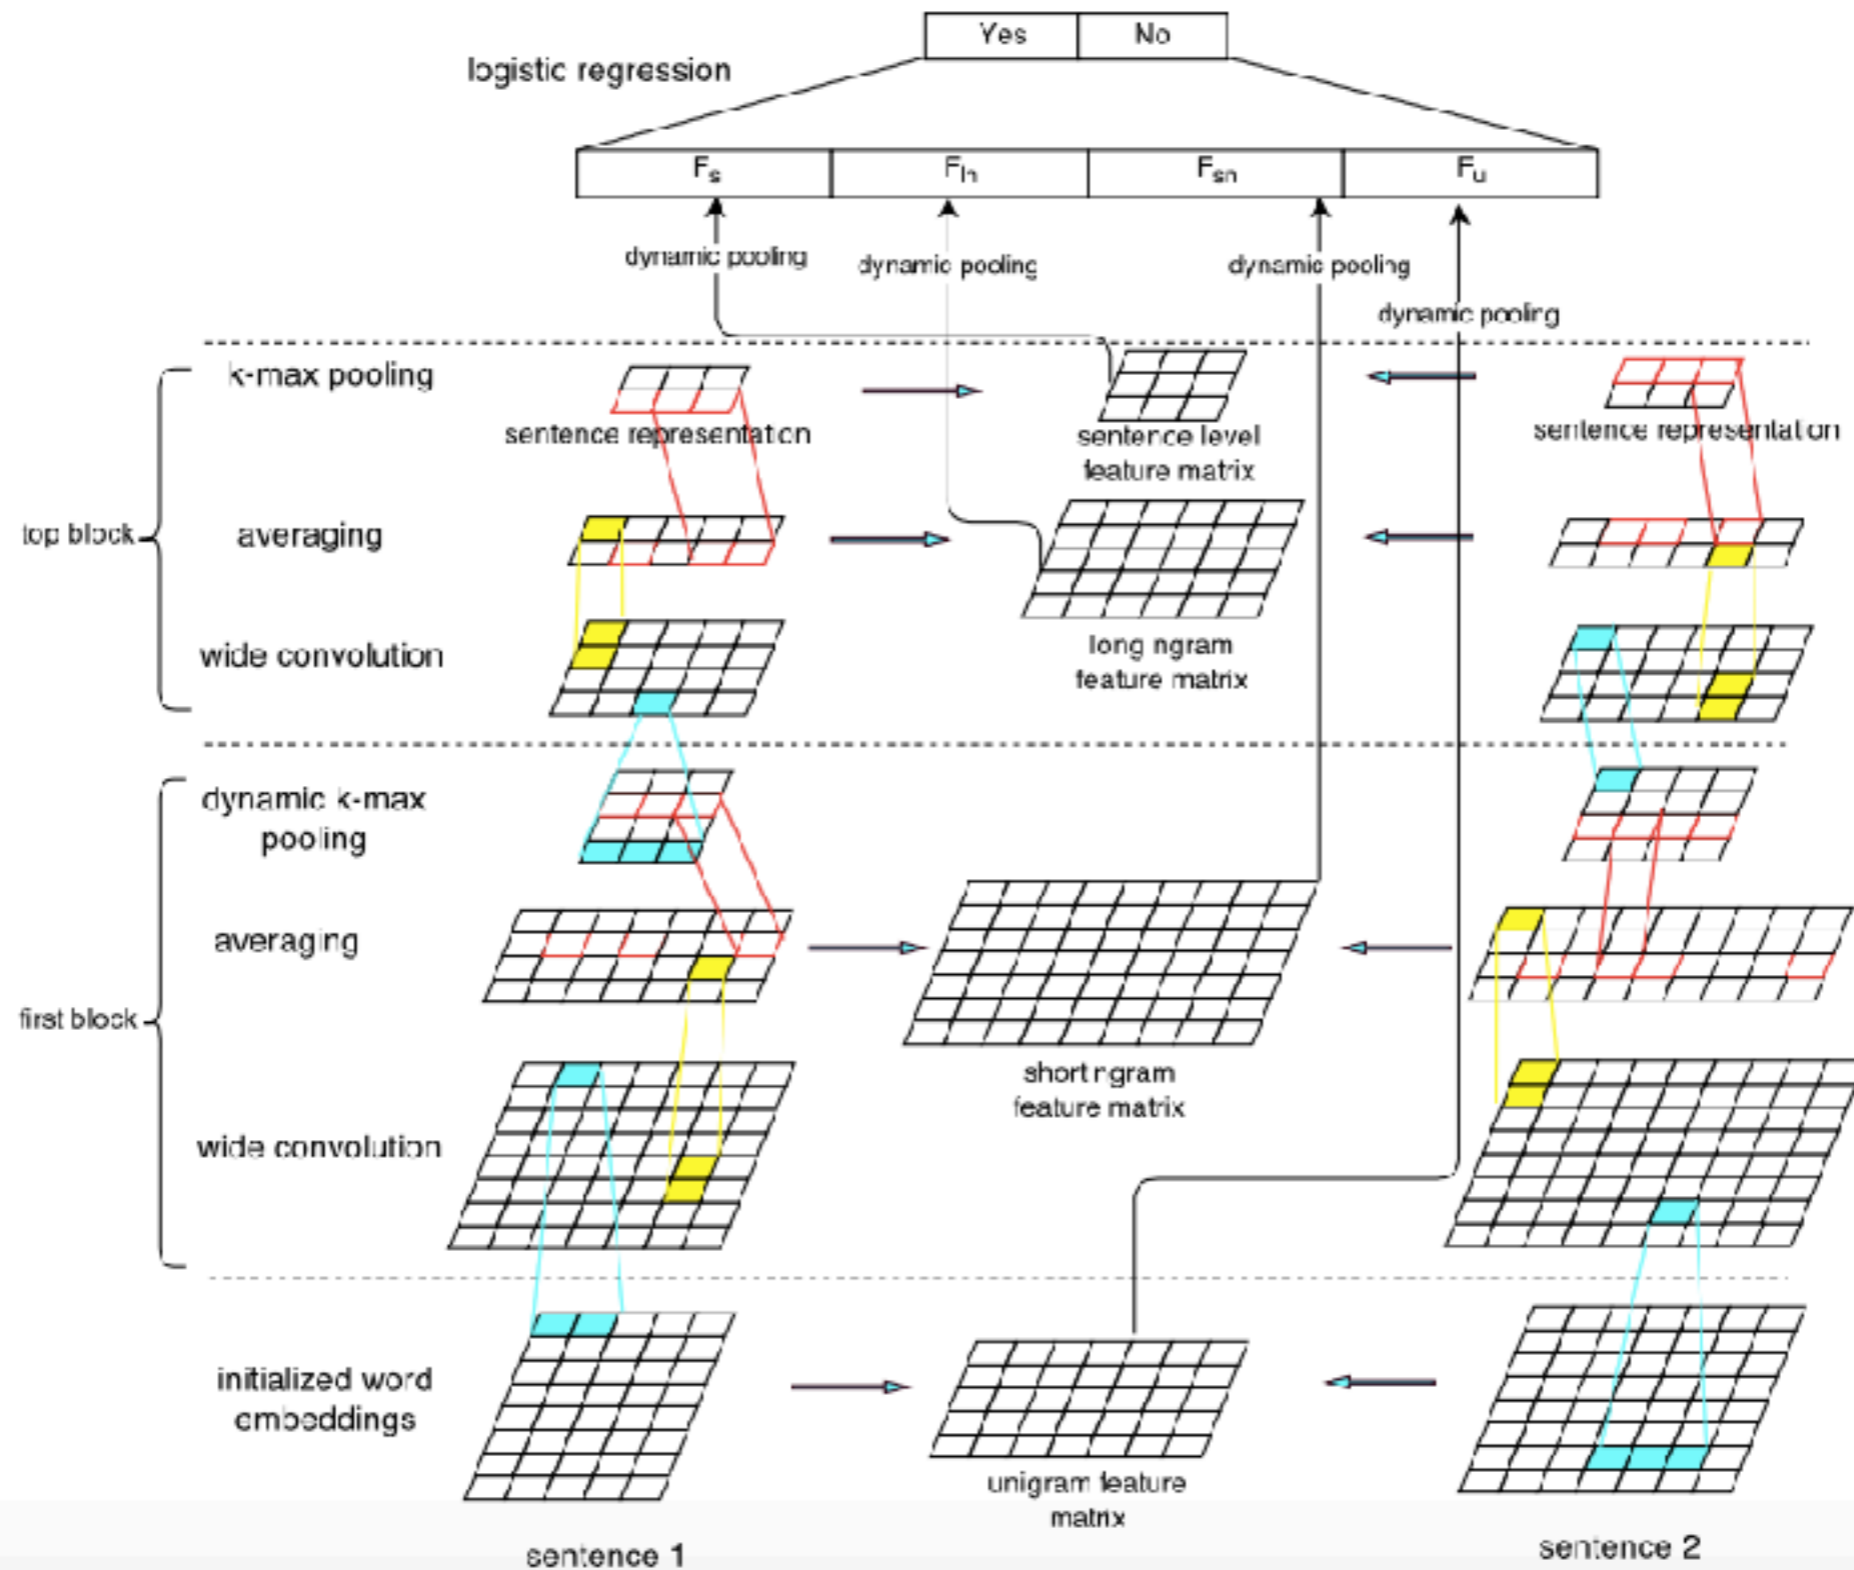 Yes No
logistic regression
Fs Fln Fsn Fu
dynamic pooling
dynamic pooling
dynamic pooling
dynamic pooling
k-max pooling
sentence representation
sentence level
feature matrix
sentence representation
top block
averaging
wide convolution
long ngram
feature matrix
dynamic k-max
pooling
averaging
first block
short ngram
feature matrix
wide convolution
initialized word
embeddings
unigram feature
matrix
sentence 1
sentence 2